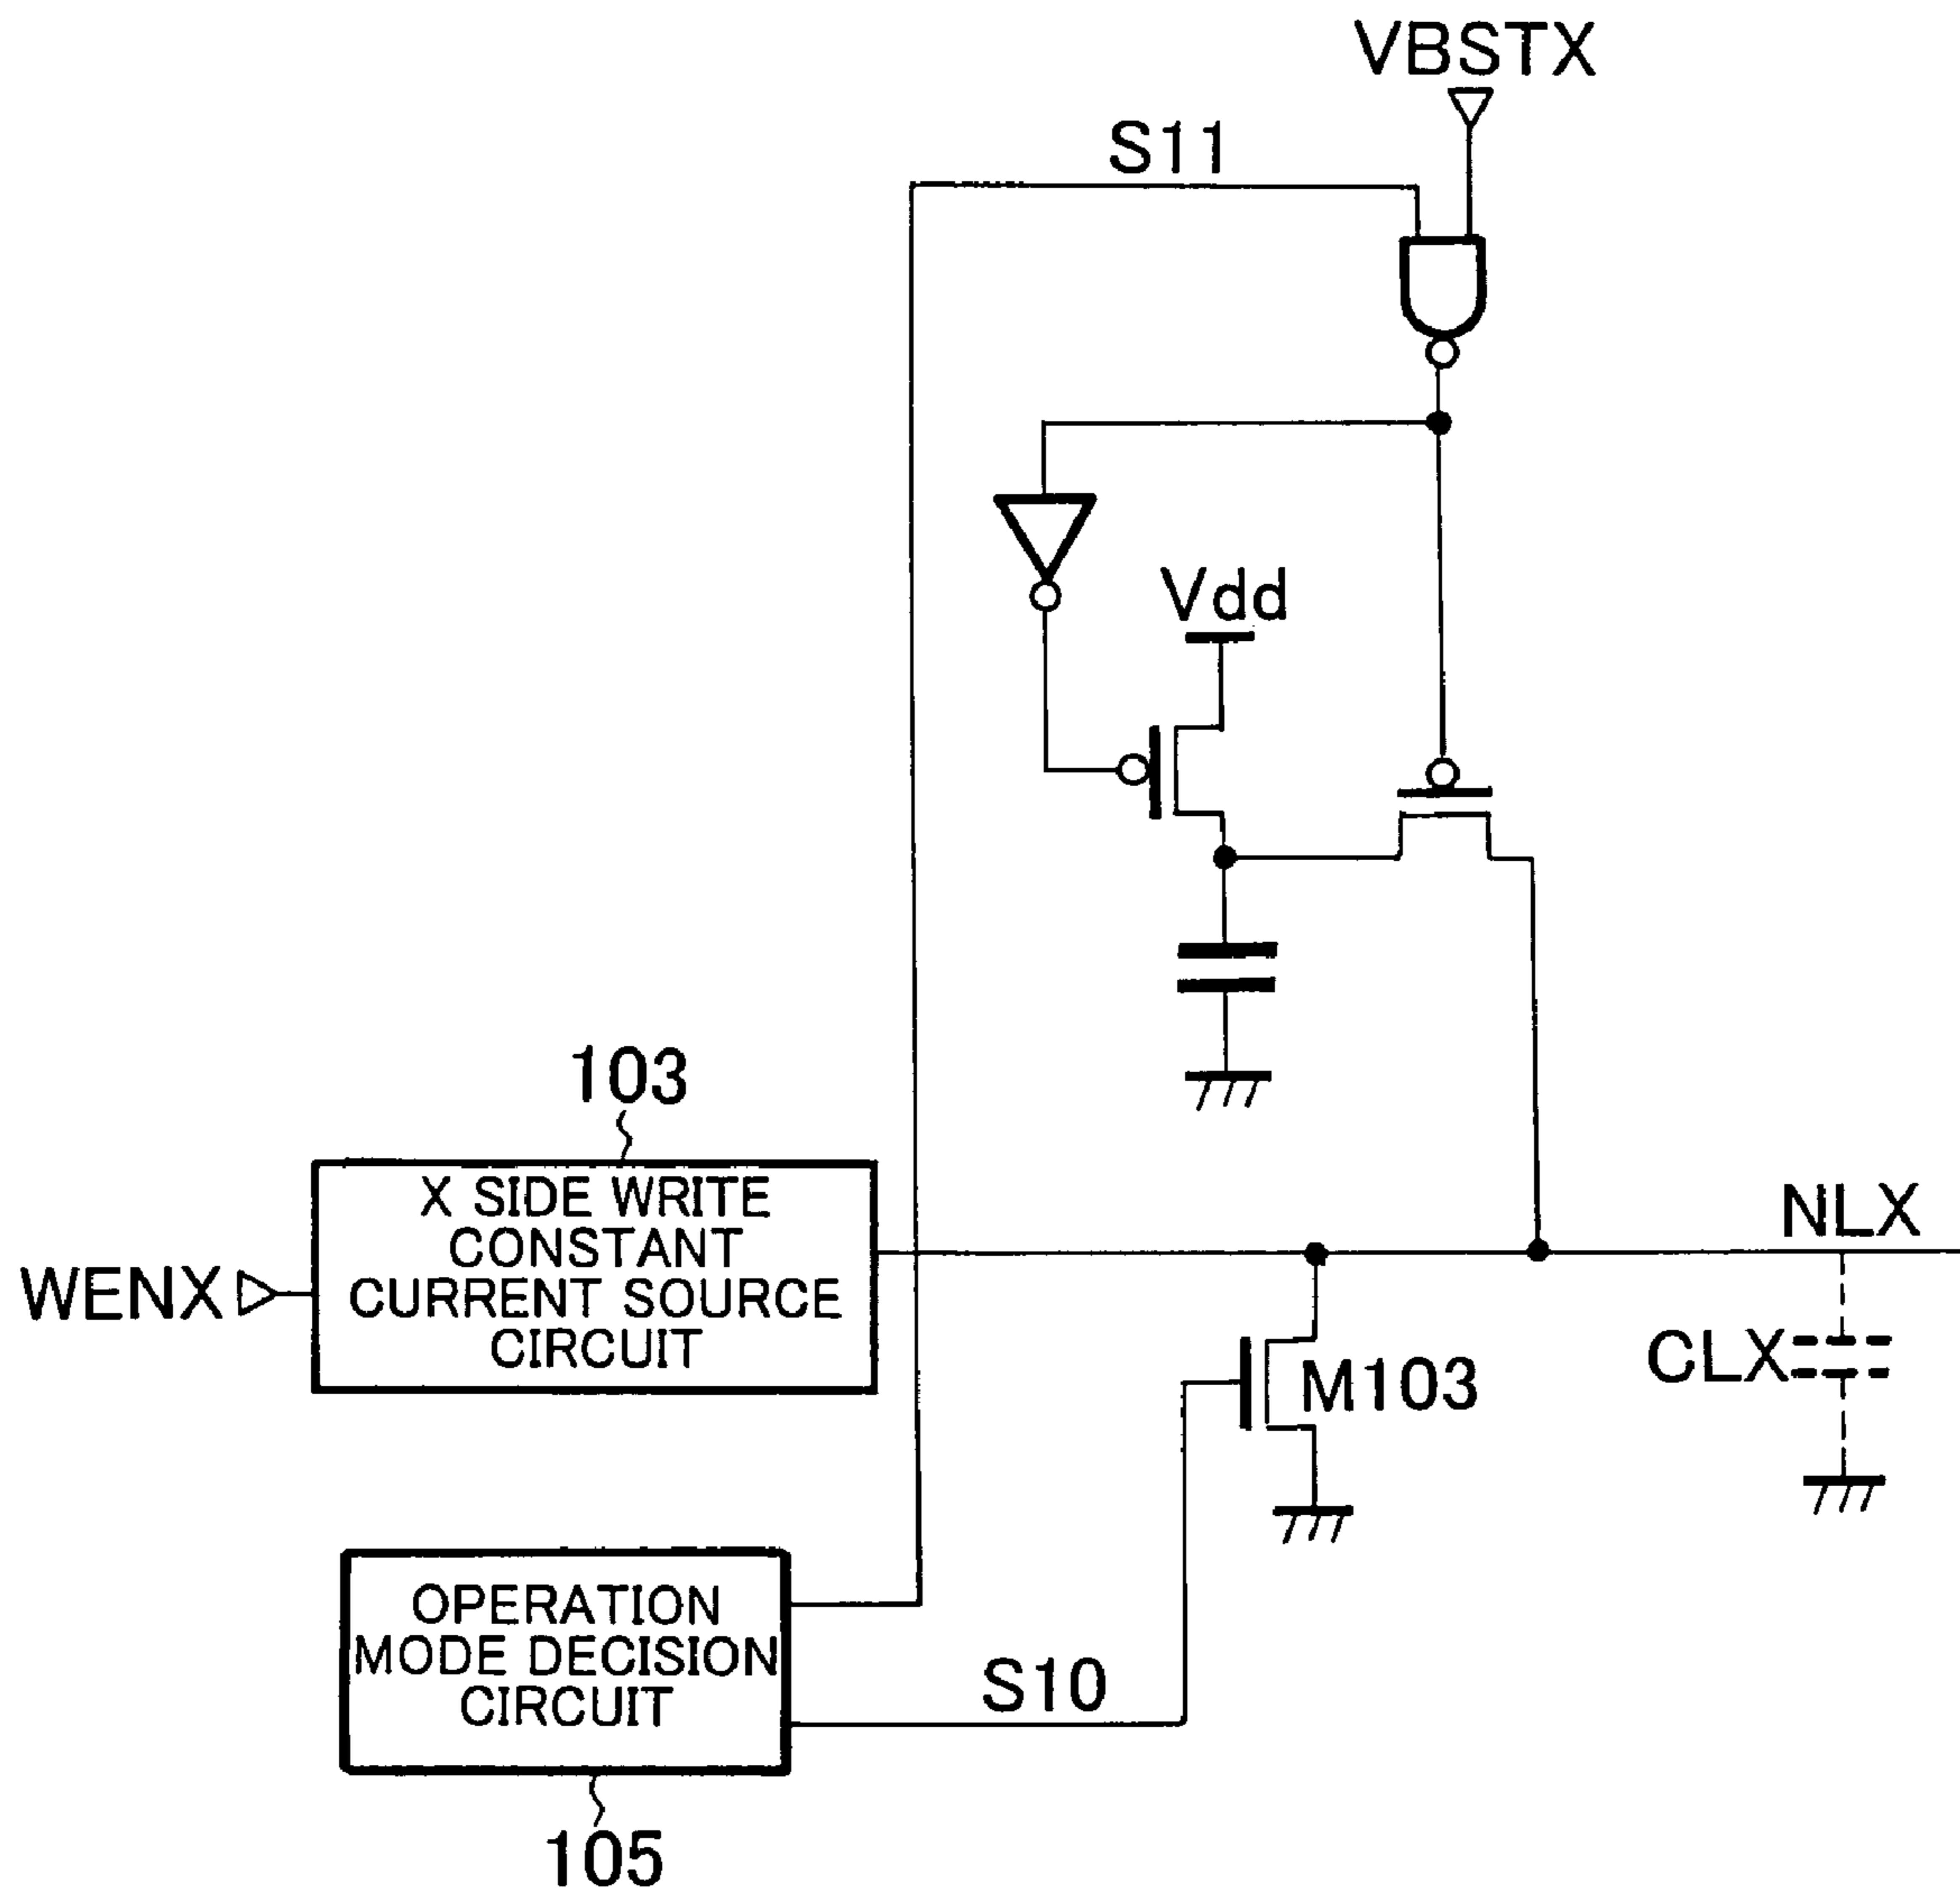 VBSTX
S11
Vdd
103
X SIDE WRITE
CONSTANT
CURRENT SOURCE
CIRCUIT
WENX
NLX
CLX
M103
OPERATION
MODE DECISION
CIRCUIT
S10
105